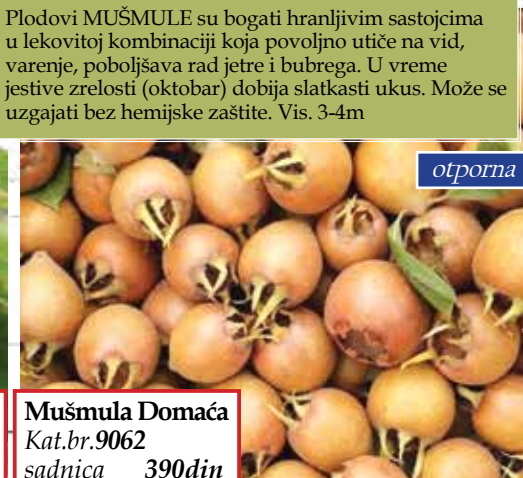 Plodovi MUŠMULE su bogati hranljivim sastojcima
u lekovitoj kombinaciji koja povoljno utiče na vid,
varenje, poboljšava rad jetre i bubrega. U vreme
jestive zrelosti (oktobar) dobija slatkasti ukus. Može se
uzgajati bez hemijske zaštite. Vis. 3-4m
otporna
Mušmula Domaća
Kat.br.9062
sadnica 390din